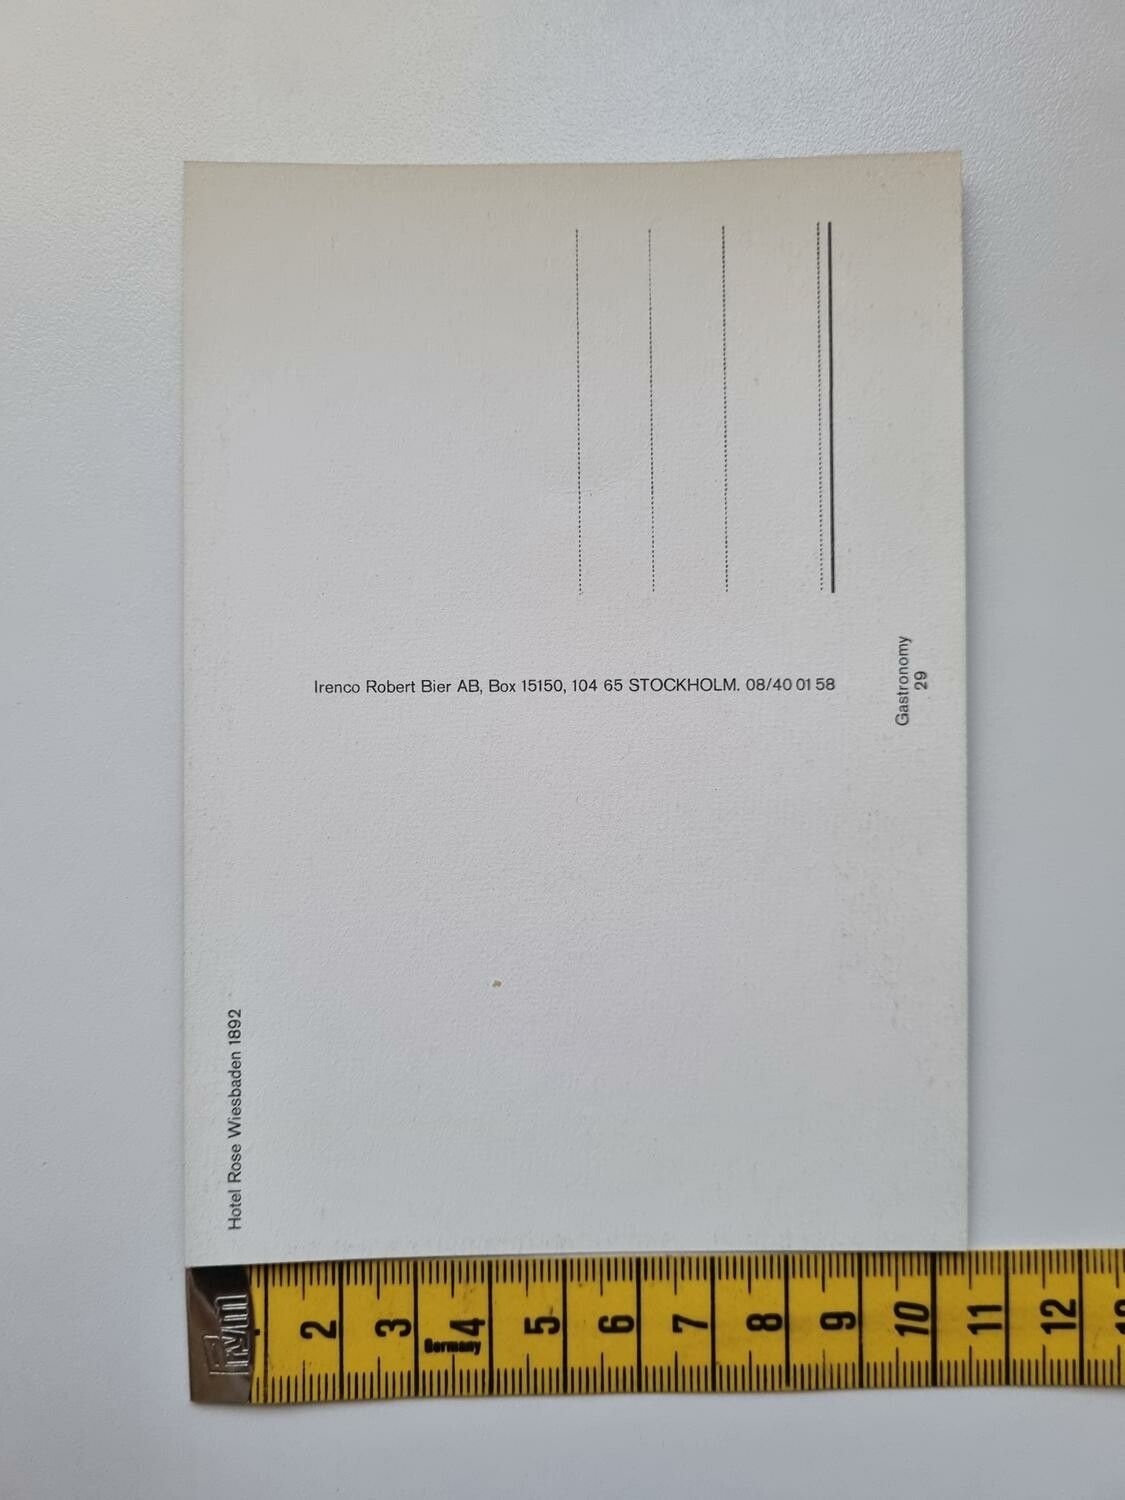 Irenco Robert Bier AB, Box 15150, 104 65 STOCKHOLM. 08/40 01 58
Gastronomy
29
Hotel Rose Wiesbaden 1892
2 3 4 5 6 7 8 9 10 11 12
Germany